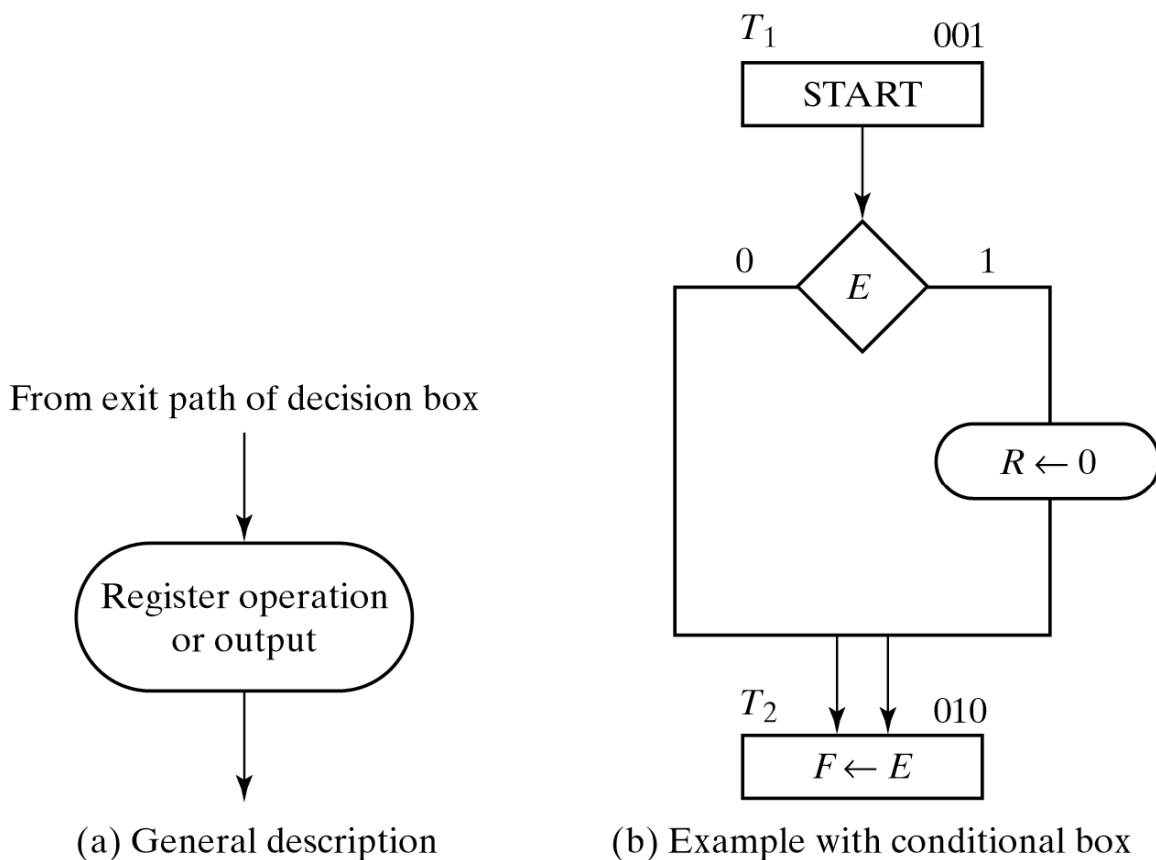 From exit path of decision box
Register operation
or output
(a) General description
T₁ 001
START
E
0 1
R ← 0
T₂ 010
F ← E
(b) Example with conditional box